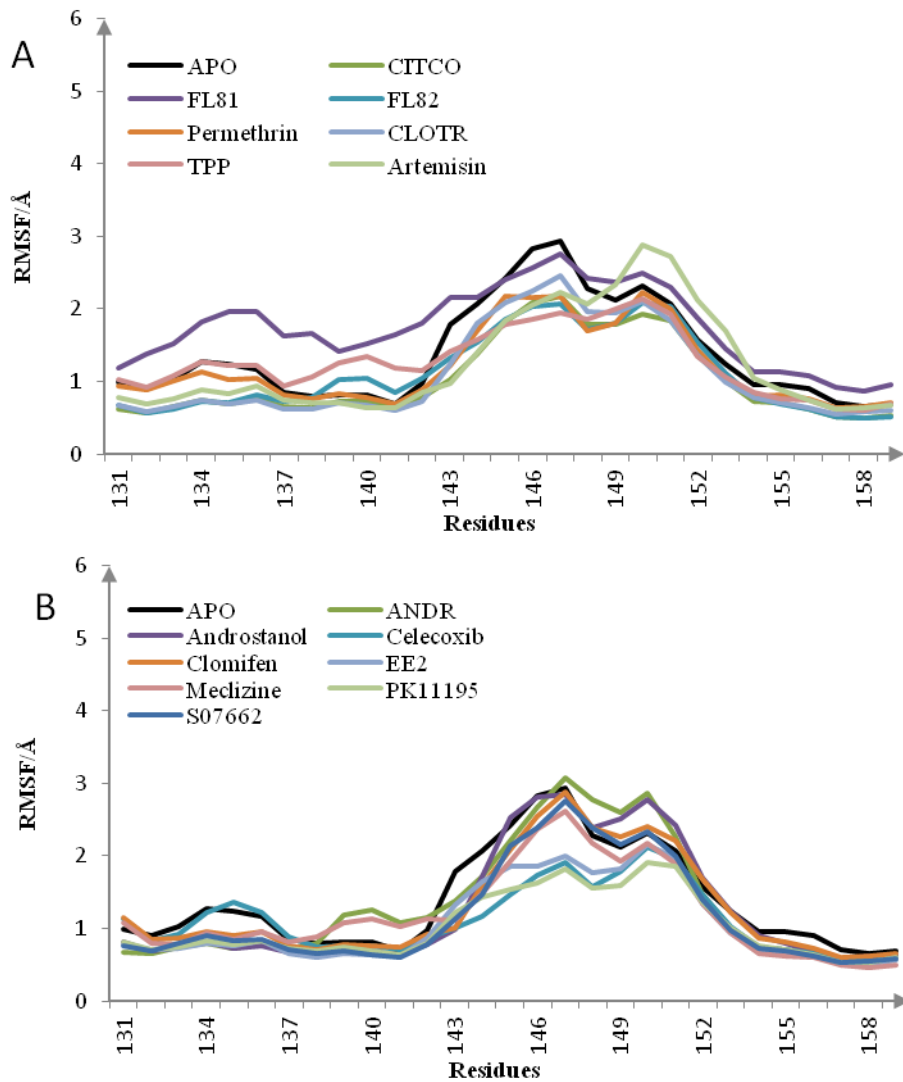 A
6
5
4
3
2
1
0
RMSF/Å
APO CITCO
FL81 FL82
Permethrin CLOTR
TPP Artemisin
131 134 137 140 143 146 149 152 155 158
Residues
B
6
5
4
3
2
1
0
RMSF/Å
APO ANDR
Androstanol Celecoxib
Clomifen EE2
Meclizine PK11195
S07662
131 134 137 140 143 146 149 152 155 158
Residues